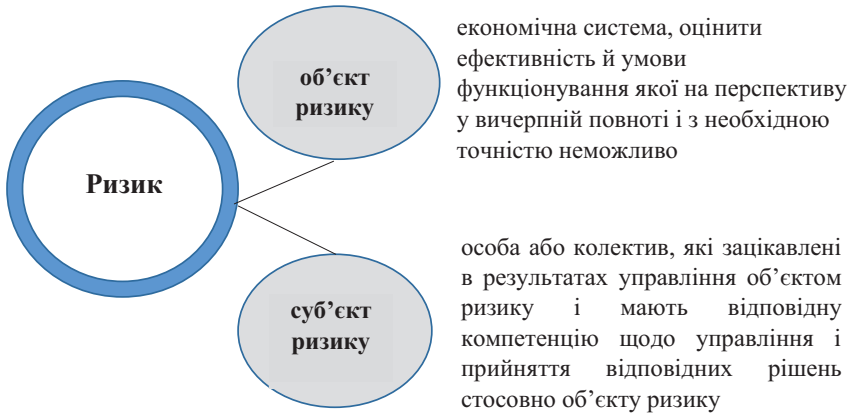 Ризик
об’єкт
ризику
економічна система, оцінити
ефективність й умови
функціонування якої на перспективу
у вичерпній повноті і з необхідною
точністю неможливо
суб’єкт
ризику
особа або колектив, які зацікавлені
в результатах управління об’єктом
ризику і мають відповідну
компетенцію щодо управління і
прийняття відповідних рішень
стосовно об’єкту ризику